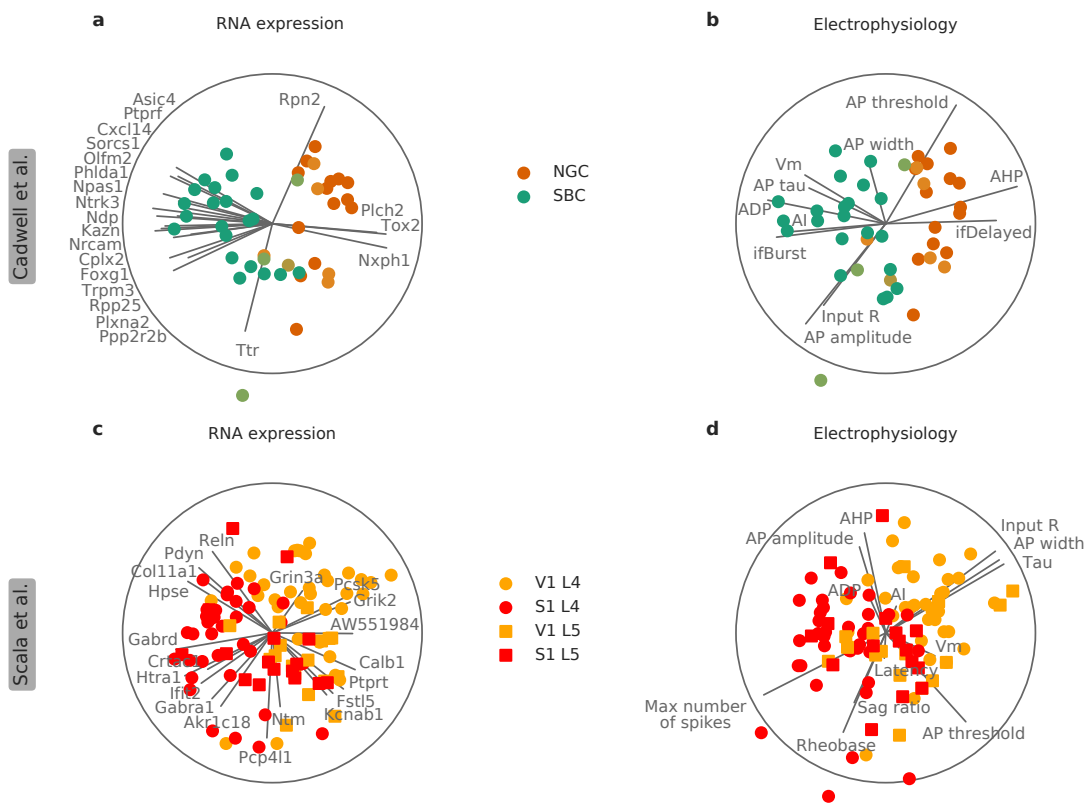 a
RNA expression
b
Electrophysiology
Cadwell et al.
Asic4
Ptprf
Cxcl14
Sorcs1
Olfm2
Phlda1
Npas1
Ntrk3
Ndp
Kazn
Nrcam
Cplx2
Foxg1
Trpm3
Rpp25
Plxna2
Ppp2r2b
Rpn2
Plch2
Tox2
Nxph1
Ttr
NGC
SBC
AP threshold
AP width
Vm
AP tau
ADP
AI
ifBurst
AHP
ifDelayed
Input R
AP amplitude
c
RNA expression
d
Electrophysiology
Scala et al.
Reln
Pdyn
Col11a1
Hpse
Grin3a
Pcsk5
Grik2
AW551984
Gabrd
Calb1
Htra1
Ifit2
Gabra1
Akr1c18
Ntm
Ptprt
Fstl5
Kcnab1
Pcp4l1
V1 L4
S1 L4
V1 L5
S1 L5
AHP
AP amplitude
Input R
AP width
Tau
ADP
AI
Vm
Latency
Sag ratio
Max number
of spikes
Rheobase
AP threshold